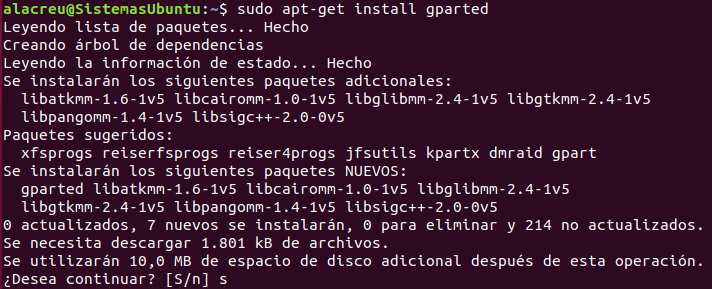 alacreu@SistemasUbuntu:~$ sudo apt-get install gparted
Leyendo lista de paquetes... Hecho
Creando árbol de dependencias
Leyendo la información de estado... Hecho
Se instalarán los siguientes paquetes adicionales:
  libatkmm-1.6-1v5 libcairomm-1.0-1v5 libglibmm-2.4-1v5 libgtkmm-2.4-1v5
  libpangomm-1.4-1v5 libsigc++-2.0-0v5
Paquetes sugeridos:
  xfsprogs reiserfsprogs reiser4progs jfsutils kpartx dmraid gpart
Se instalarán los siguientes paquetes NUEVOS:
  gparted libatkmm-1.6-1v5 libcairomm-1.0-1v5 libglibmm-2.4-1v5
  libgtkmm-2.4-1v5 libpangomm-1.4-1v5 libsigc++-2.0-0v5
0 actualizados, 7 nuevos se instalarán, 0 para eliminar y 214 no actualizados.
Se necesita descargar 1.801 kB de archivos.
Se utilizarán 10,0 MB de espacio de disco adicional después de esta operación.
¿Desea continuar? [S/n] s